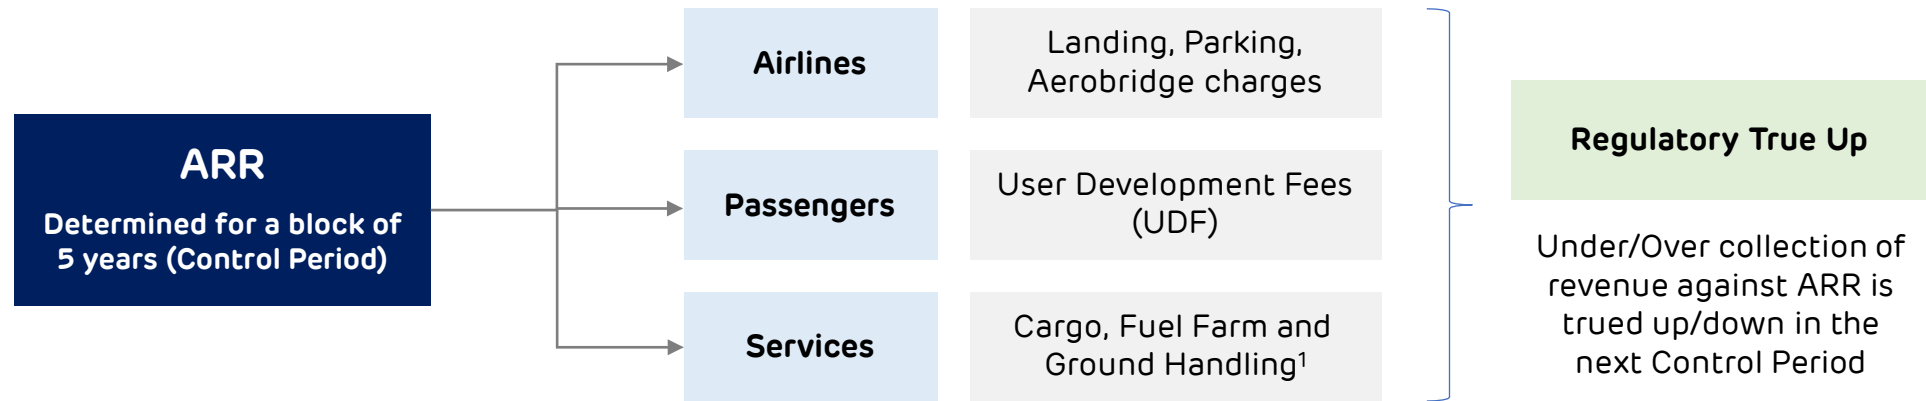 ARR
Determined for a block of
5 years (Control Period)
Airlines
Landing, Parking,
Aerobridge charges
Passengers
User Development Fees
(UDF)
Services
Cargo, Fuel Farm and
Ground Handling¹
Regulatory True Up
Under/Over collection of
revenue against ARR is
trued up/down in the
next Control Period